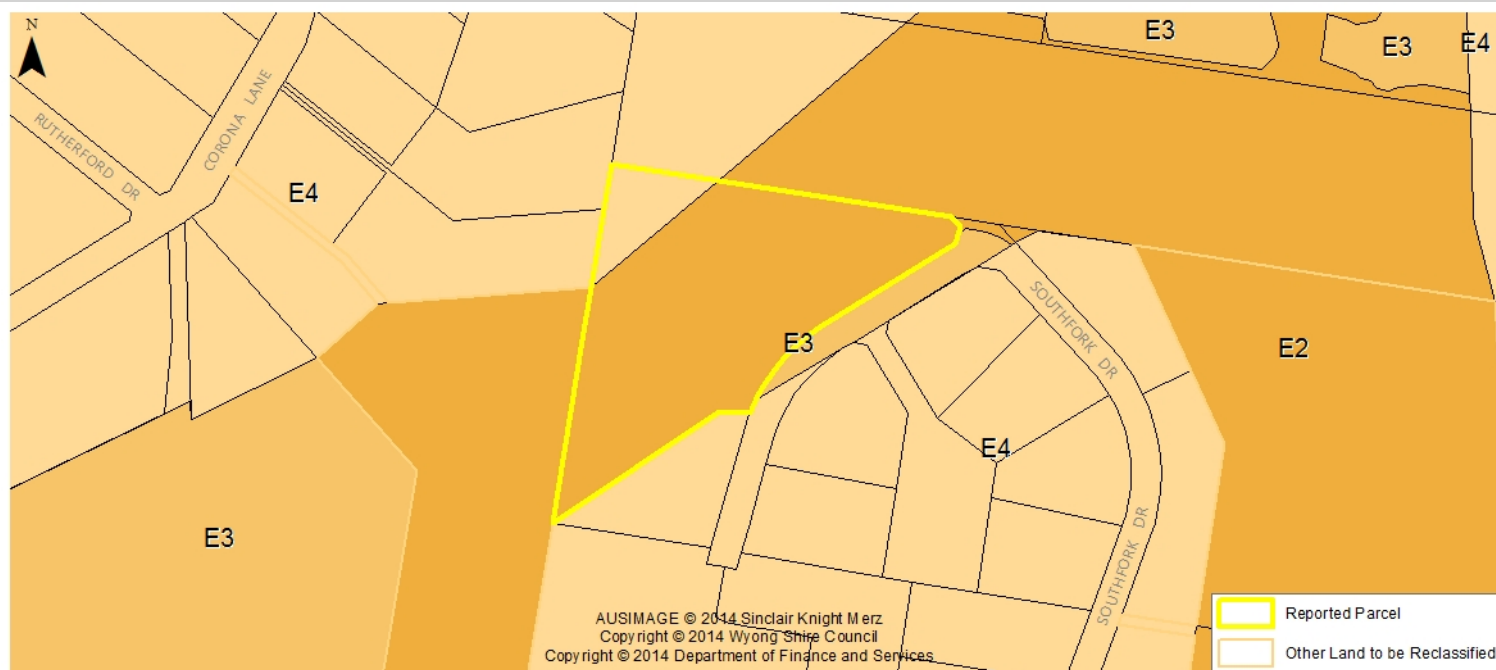 N
E3
E3
E4
RUTHERFORD DR
CORONA LANE
E4
SOUTHFORK DR
E3
E2
E4
E3
SOUTHFORK DR
AUSIMAGE © 2014 Sinclair Knight Merz
Copyright © 2014 Wyong Shire Council
Copyright © 2014 Department of Finance and Services
Reported Parcel
Other Land to be Reclassified